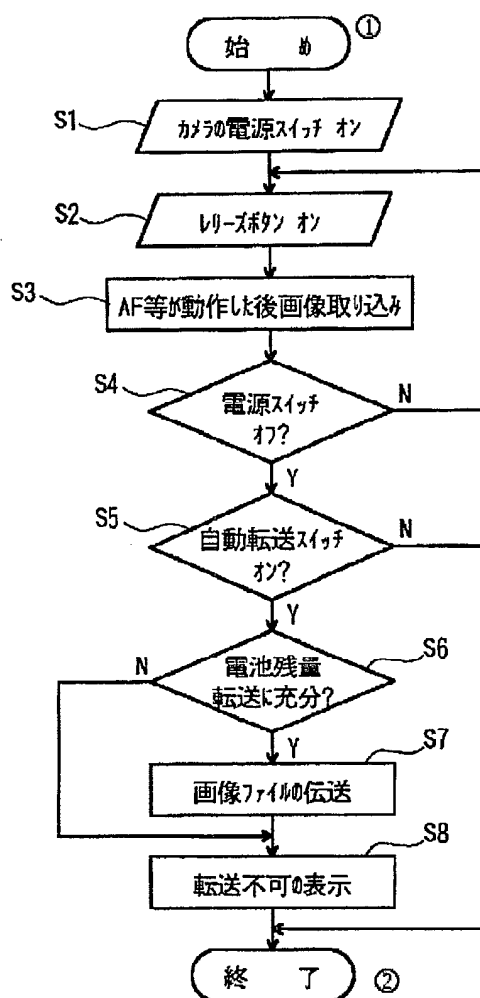 ①
始 め
S1
カメラの電源スイッチ オン
S2
レリーズボタン オン
S3
AF等が動作した後画像取り込み
S4
電源スイッチ
オフ?
N
Y
S5
自動転送スイッチ
オン?
N
Y
S6
電池残量
転送に充分?
N
Y
S7
画像ファイルの伝送
S8
転送不可の表示
終 了
②